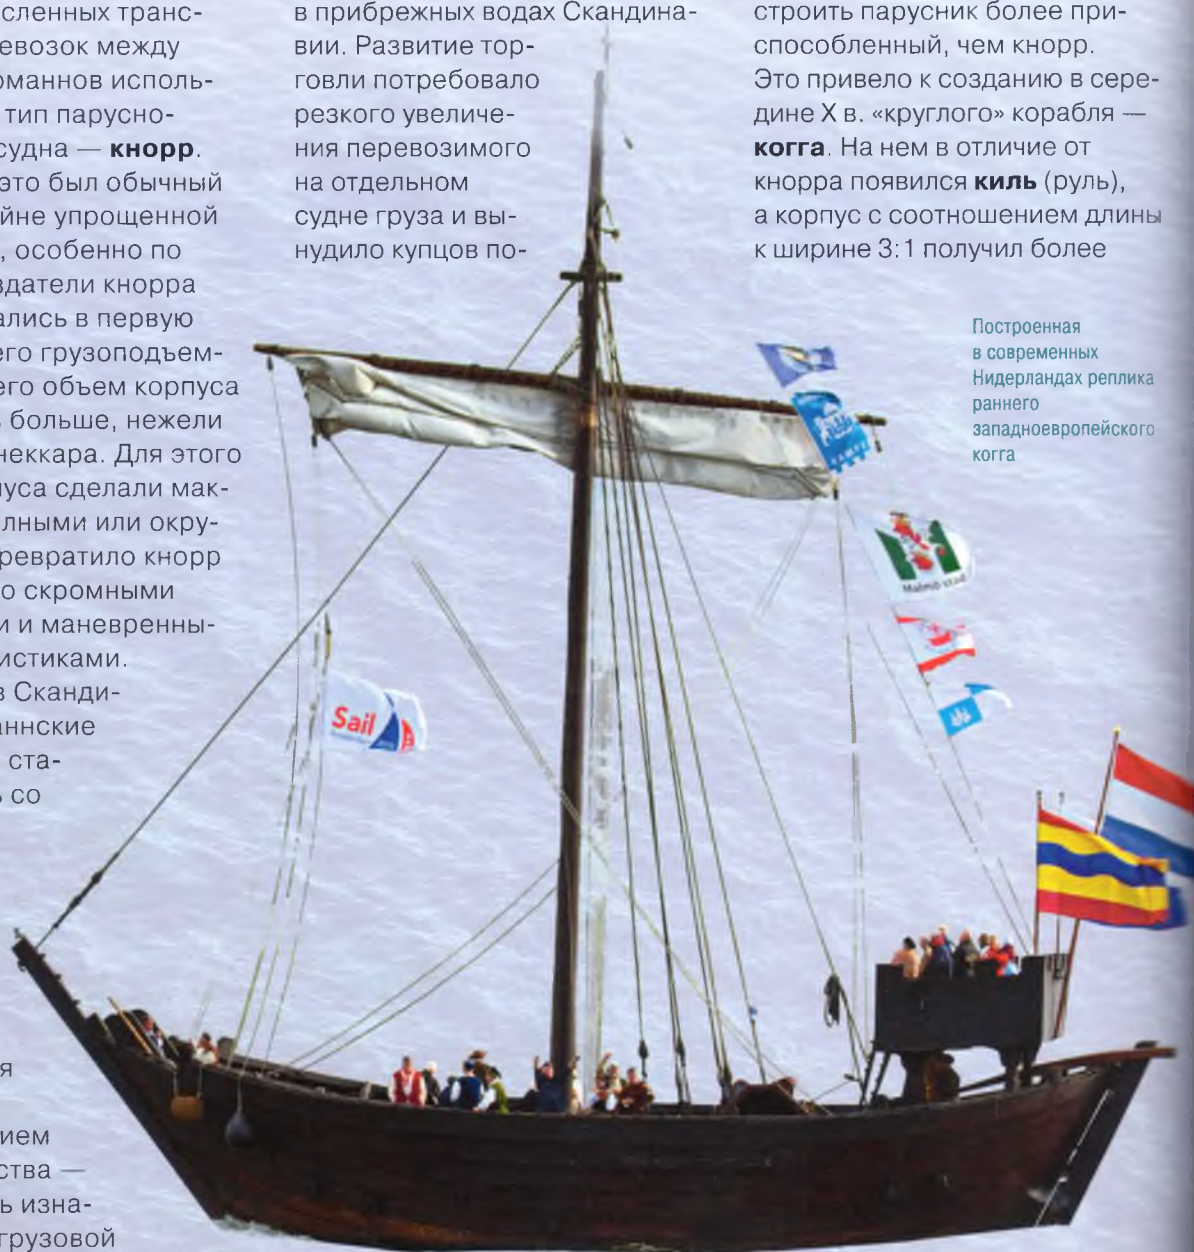 сленных транс-
евозок между
оманнов исполь-
тип парусно-
судна — кнорр.
это был обычный
йне упрощенной
, особенно по
здатели кнорра
ались в первую
его грузоподъем-
его объем корпуса
ь больше, нежели
неккара. Для этого
пуса сделали мак-
лными или окру-
ревратило кнорр
о скромными
и и маневренны-
истиками.
в Сканди-
аннские
ста-
ь со
я
ием
ства —
ь изна-
грузовой
в прибрежных водах Скандина-
вии. Развитие тор-
говли потребовало
резкого увеличе-
ния перевозимого
на отдельном
судне груза и вы-
нудило купцов по-
строить парусник более при-
способленный, чем кнорр.
Это привело к созданию в сере-
дине X в. «круглого» корабля —
когга. На нем в отличие от
кнорра появился киль (руль),
а корпус с соотношением длины
к ширине 3:1 получил более
Построенная
в современных
Нидерландах реплика
раннего
западноевропейского
когга
Malmö stad
Sail